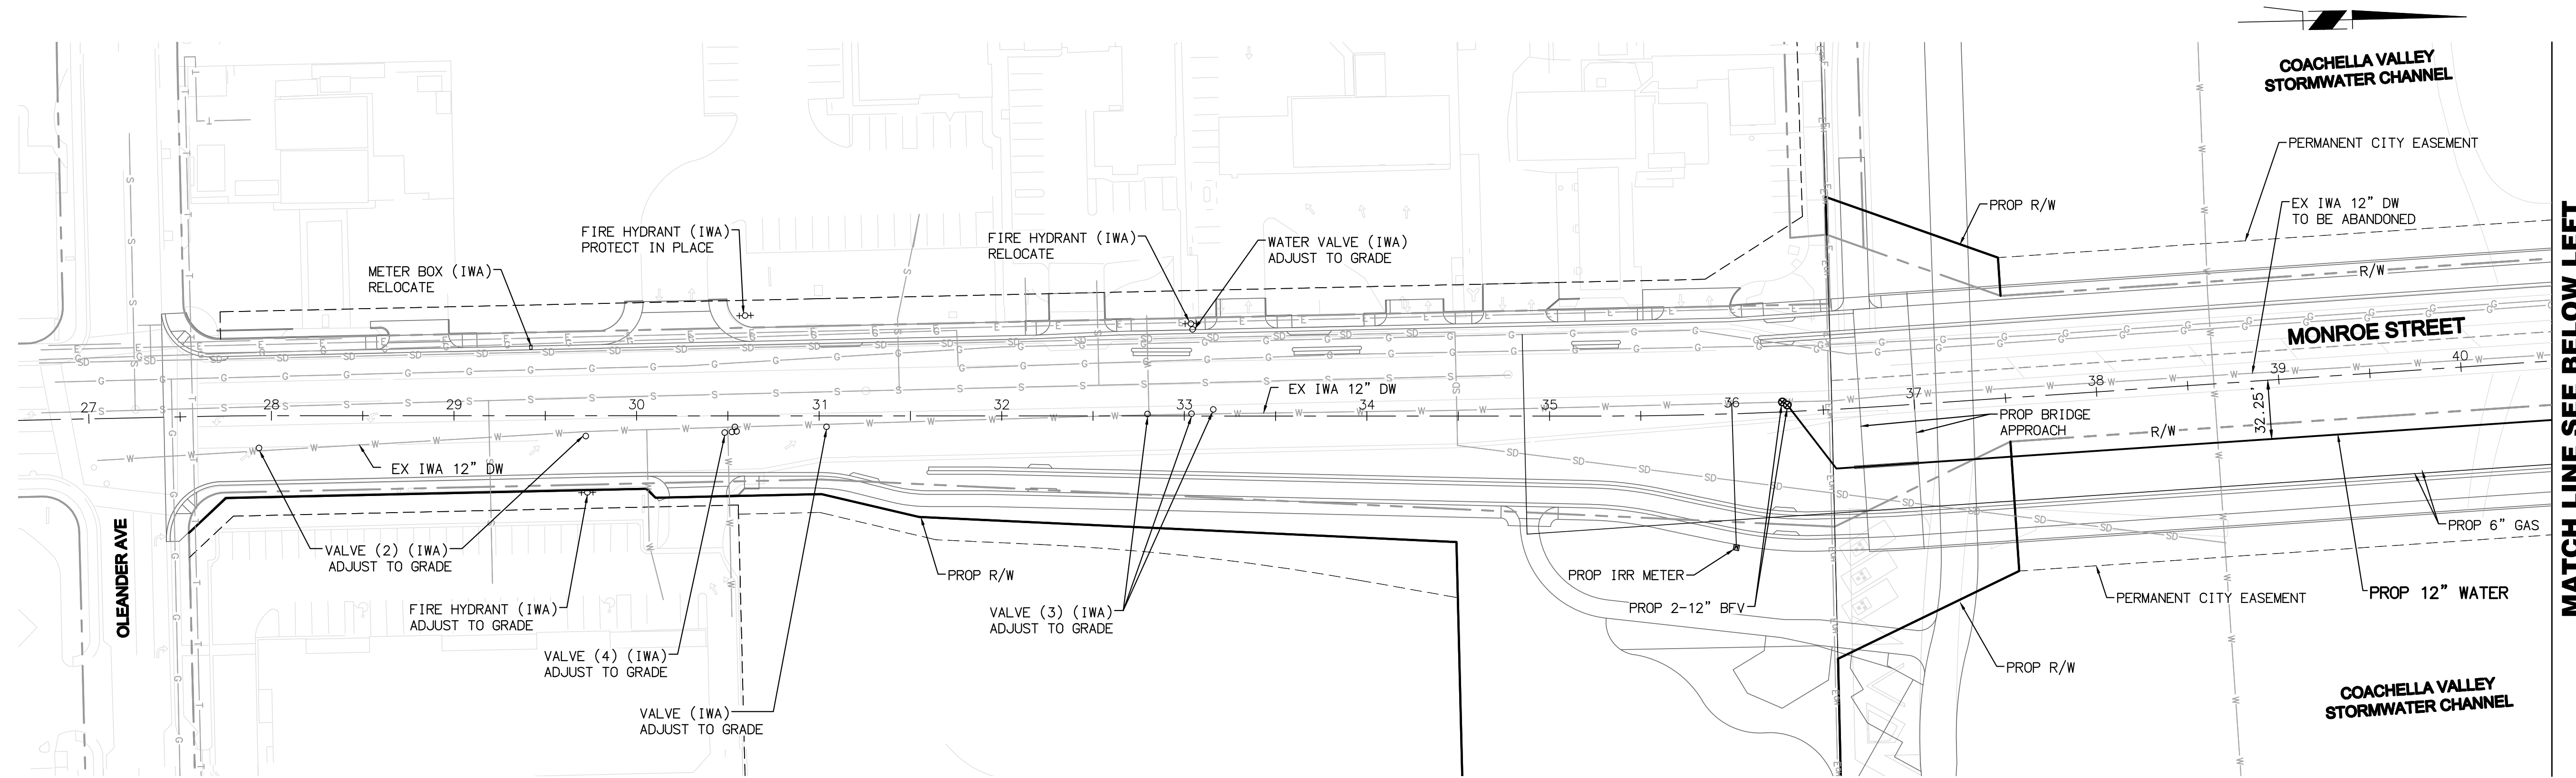 COACHELLA VALLEY
STORMWATER CHANNEL
PERMANENT CITY EASEMENT
PROP R/W
EX IWA 12" DW
TO BE ABANDONED
FIRE HYDRANT (IWA)
PROTECT IN PLACE
FIRE HYDRANT (IWA)
RELOCATE
WATER VALVE (IWA)
ADJUST TO GRADE
METER BOX (IWA)
RELOCATE
R/W
MONROE STREET
27
28
29
30
31
32
33
34
35
36
37
38
39
40
EX IWA 12" DW
32.25'
PROP BRIDGE
APPROACH
R/W
EX IWA 12" DW
OLEANDER AVE
VALVE (2) (IWA)
ADJUST TO GRADE
FIRE HYDRANT (IWA)
ADJUST TO GRADE
VALVE (4) (IWA)
ADJUST TO GRADE
VALVE (IWA)
ADJUST TO GRADE
PROP R/W
VALVE (3) (IWA)
ADJUST TO GRADE
PROP IRR METER
PROP 2-12" BFV
PROP 6" GAS
PERMANENT CITY EASEMENT
PROP 12" WATER
PROP R/W
COACHELLA VALLEY
STORMWATER CHANNEL
MATCH LINE SEE BELOW LEFT